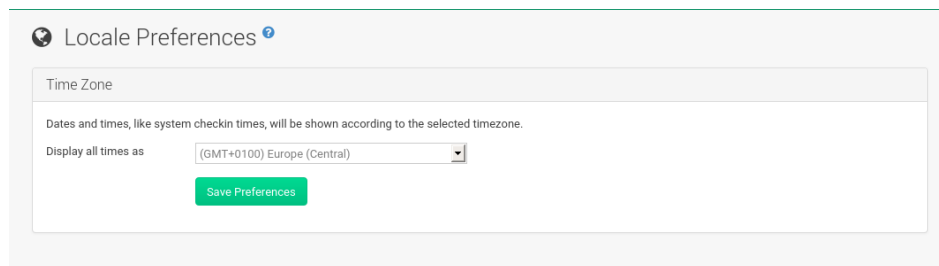 Locale Preferences ?
Time Zone
Dates and times, like system checkin times, will be shown according to the selected timezone.
Display all times as (GMT+0100) Europe (Central)
Save Preferences